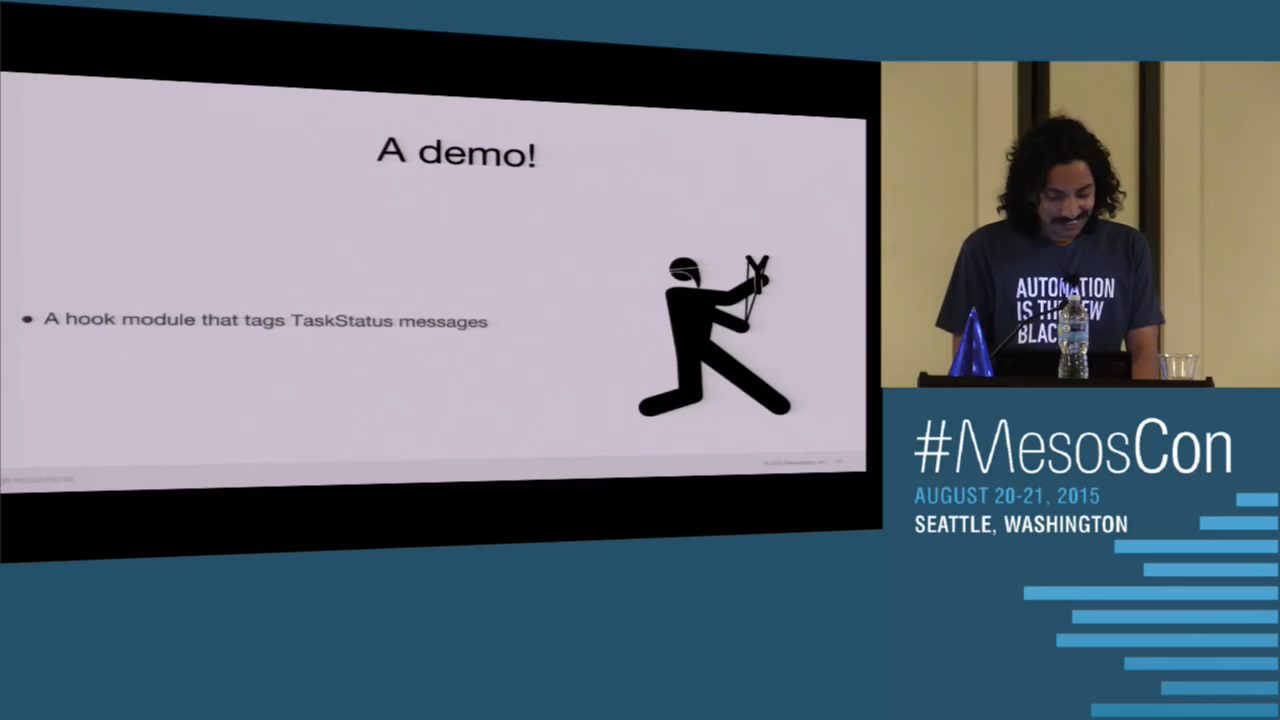 A demo!
● A hook module that tags TaskStatus messages
AUTOMATION
IS THE NEW
BLACK
#MesosCon
AUGUST 20-21, 2015
SEATTLE, WASHINGTON